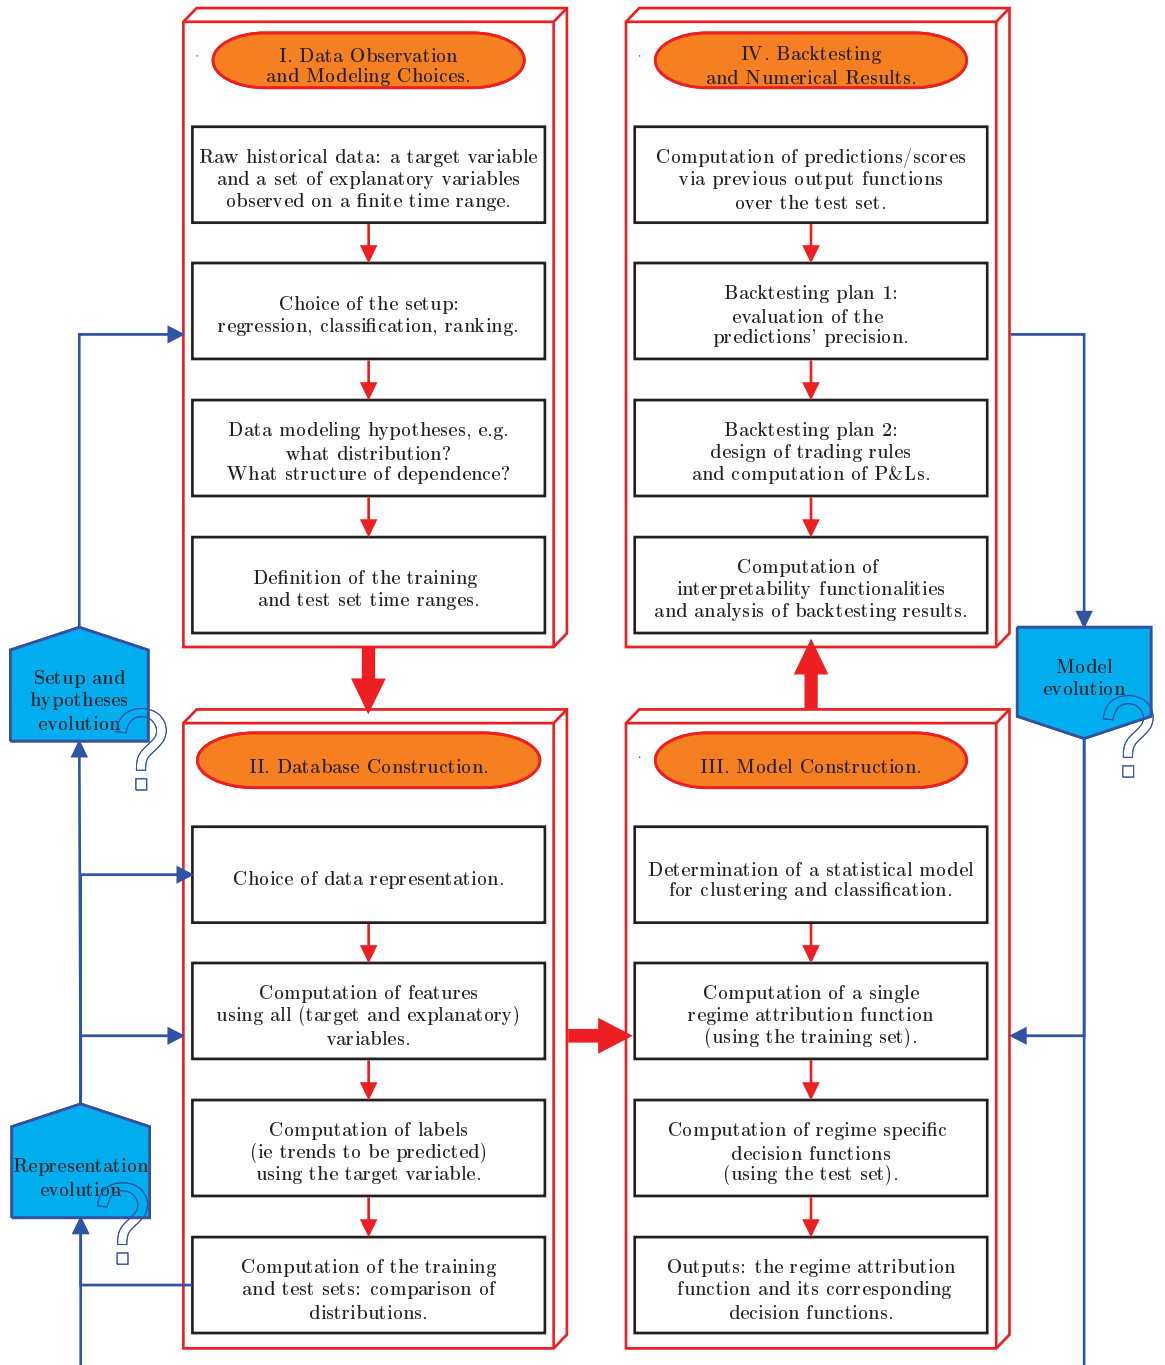 I. Data Observation
and Modeling Choices.
Raw historical data: a target variable
and a set of explanatory variables
observed on a finite time range.
Choice of the setup:
regression, classification, ranking.
Data modeling hypotheses, e.g.
what distribution?
What structure of dependence?
Definition of the training
and test set time ranges.
IV. Backtesting
and Numerical Results.
Computation of predictions/scores
via previous output functions
over the test set.
Backtesting plan 1:
evaluation of the
predictions' precision.
Backtesting plan 2:
design of trading rules
and computation of P&Ls.
Computation of
interpretability functionalities
and analysis of backtesting results.
Setup and
hypotheses
evolution
?
Model
evolution
?
II. Database Construction.
Choice of data representation.
Computation of features
using all (target and explanatory)
variables.
Computation of labels
(ie trends to be predicted)
using the target variable.
Computation of the training
and test sets: comparison of
distributions.
III. Model Construction.
Determination of a statistical model
for clustering and classification.
Computation of a single
regime attribution function
(using the training set).
Computation of regime specific
decision functions
(using the test set).
Outputs: the regime attribution
function and its corresponding
decision functions.
Representation
evolution
?